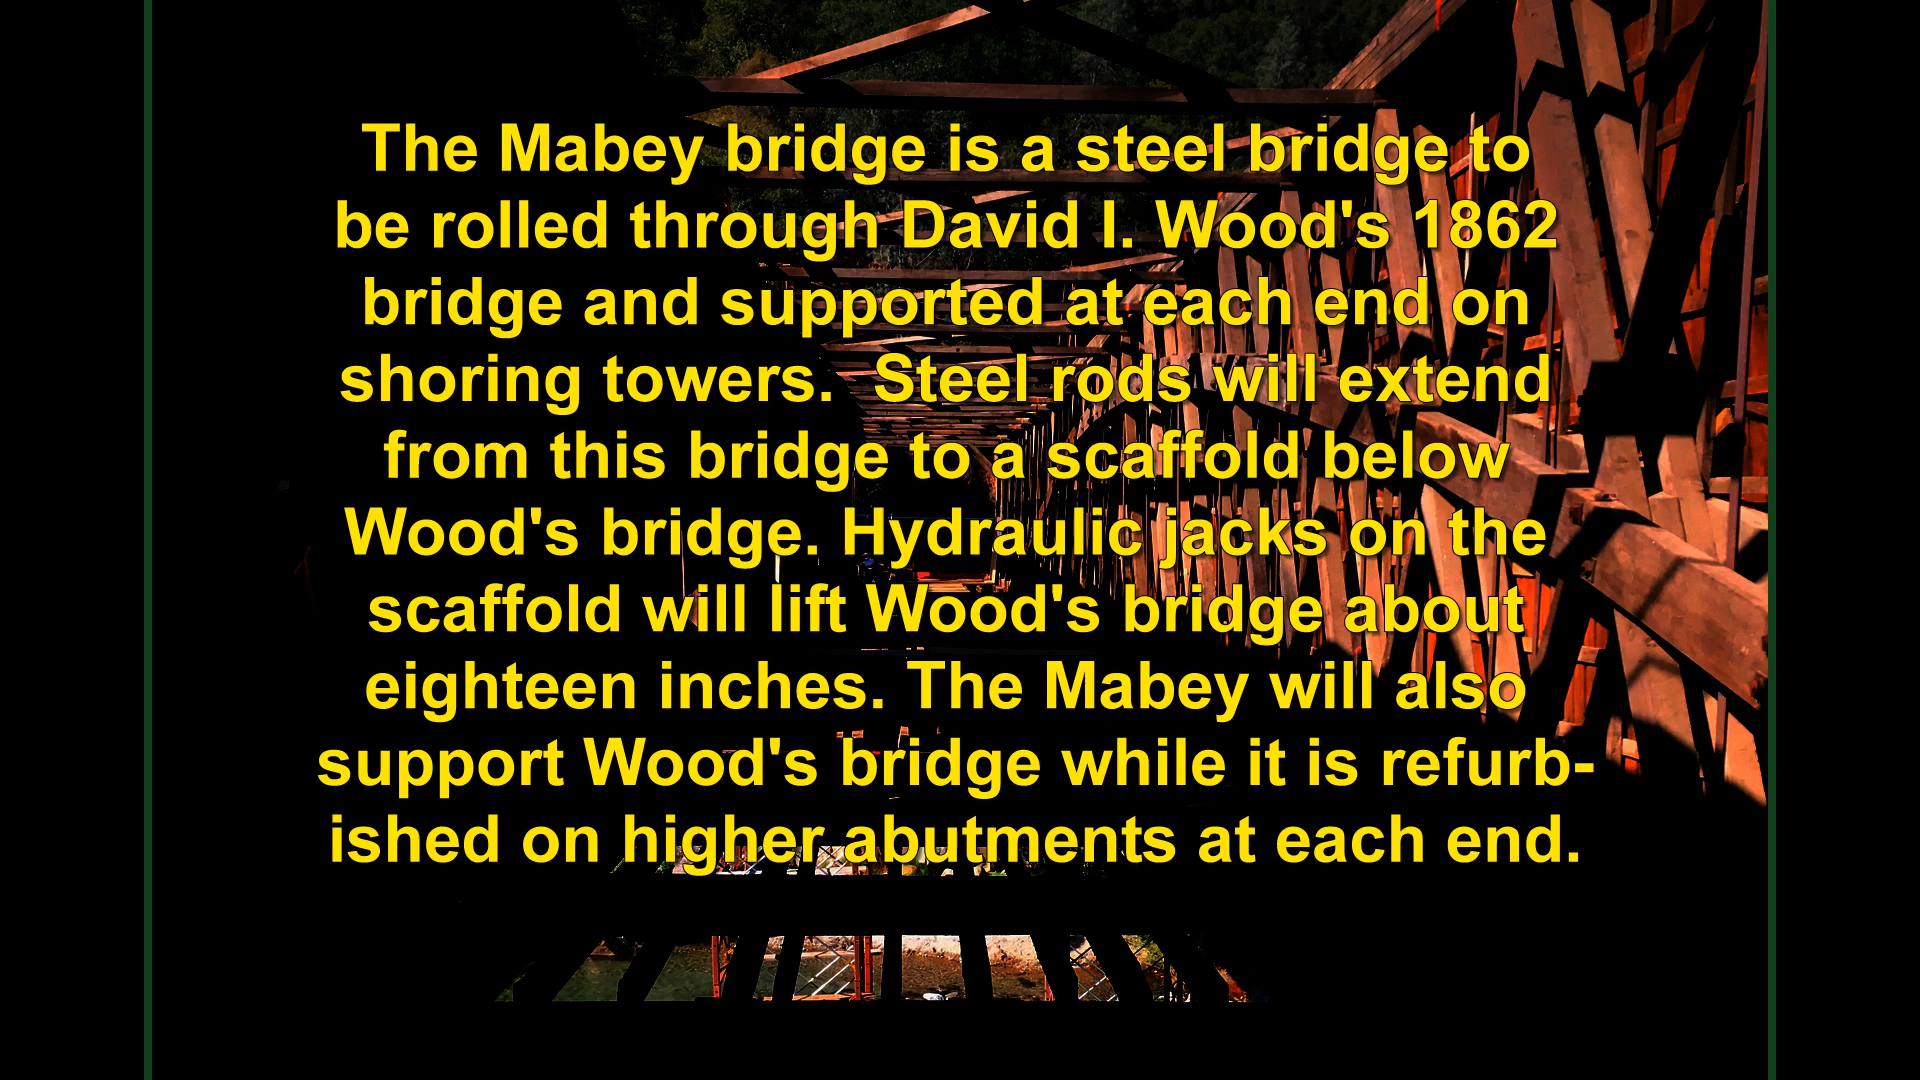 The Mabey bridge is a steel bridge to
be rolled through David I. Wood's 1862
bridge and supported at each end on
shoring towers.  Steel rods will extend
from this bridge to a scaffold below
Wood's bridge. Hydraulic jacks on the
scaffold will lift Wood's bridge about
eighteen inches. The Mabey will also
support Wood's bridge while it is refurb-
ished on higher abutments at each end.